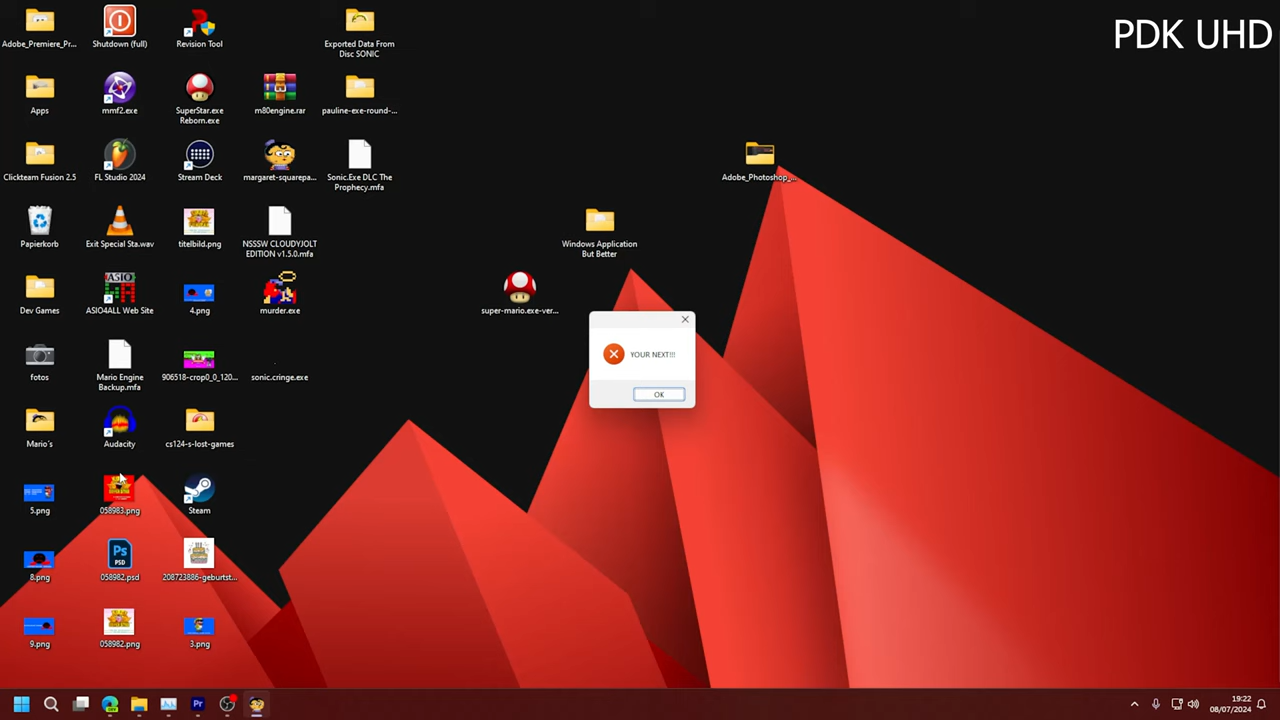 PDK UHD
Adobe_Premiere_Pr...
Shutdown (full)
Revision Tool
Exported Data From
Disc SONIC
Apps
mmf2.exe
SuperStar.exe
Reborn.exe
m80engine.rar
pauline-exe-round-...
Clickteam Fusion 2.5
FL Studio 2024
Stream Deck
margaret-squarepa...
Sonic.Exe DLC The
Prophecy.mfa
Adobe_Photoshop_...
Papierkorb
Exit Special Sta.wav
titelbild.png
NSSSW CLOUDYJOLT
EDITION v1.5.0.mfa
Windows Application
But Better
Dev Games
ASIO
ASIO4ALL Web Site
4.png
murder.exe
super-mario.exe-ver...
YOUR NEXT!!!
OK
fotos
Mario Engine
Backup.mfa
906518-crop0_0_120...
sonic.cringe.exe
Mario´s
Audacity
cs124-s-lost-games
5.png
058983.png
Steam
8.png
Ps
PSD
058982.psd
208723886-geburtst...
9.png
058982.png
3.png
Pr
19:22
08/07/2024